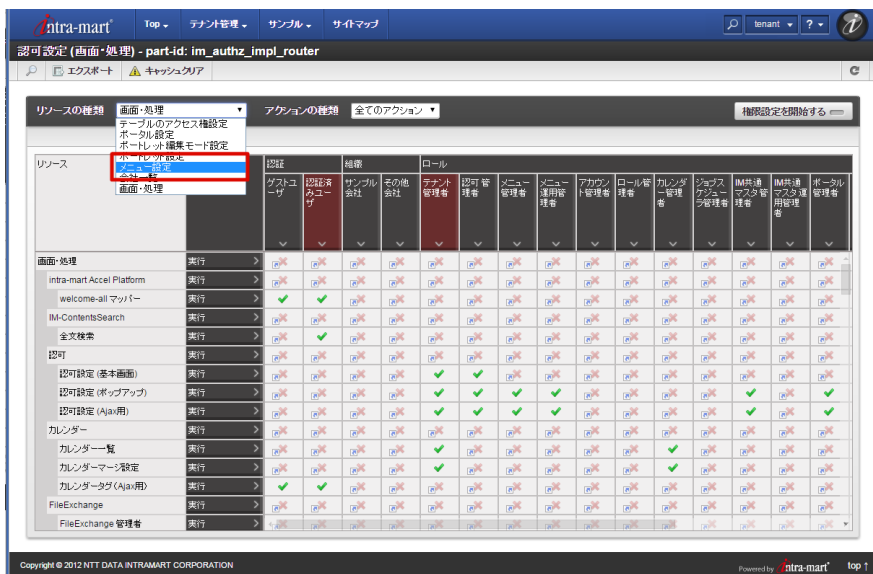 intra-mart Top テナント管理 サンプル サイトマップ tenant ?
認可設定 (画面・処理) - part-id: im_authz_impl_router
エクスポート キャッシュクリア
リソースの種類 画面・処理 アクションの種類 全てのアクション 権限設定を開始する
テーブルのアクセス権設定
ポータル設定
ポートレット編集モード設定
ポートレット設定
メニュー設定
会社一覧
画面・処理
リソース 認証 組織 ロール
ゲストユーザ 認証済みユーザ サンプル会社 その他会社 テナント管理者 認可管理者 メニュー管理者 メニュー運用管理者 アカウント管理者 ロール管理者 カレンダー管理者 ジョブスケジューラ管理者 IM共通マスタ管理者 IM共通マスタ運用管理者 ポータル管理者
画面・処理 実行
intra-mart Accel Platform 実行
welcome-all マッパー 実行
IM-ContentsSearch 実行
全文検索 実行
認可 実行
認可設定 (基本画面) 実行
認可設定 (ポップアップ) 実行
認可設定 (Ajax用) 実行
カレンダー 実行
カレンダー一覧 実行
カレンダーマージ設定 実行
カレンダータグ(Ajax用) 実行
FileExchange 実行
FileExchange 管理者 実行
Copyright © 2012 NTT DATA INTRAMART CORPORATION Powered by intra-mart top ↑